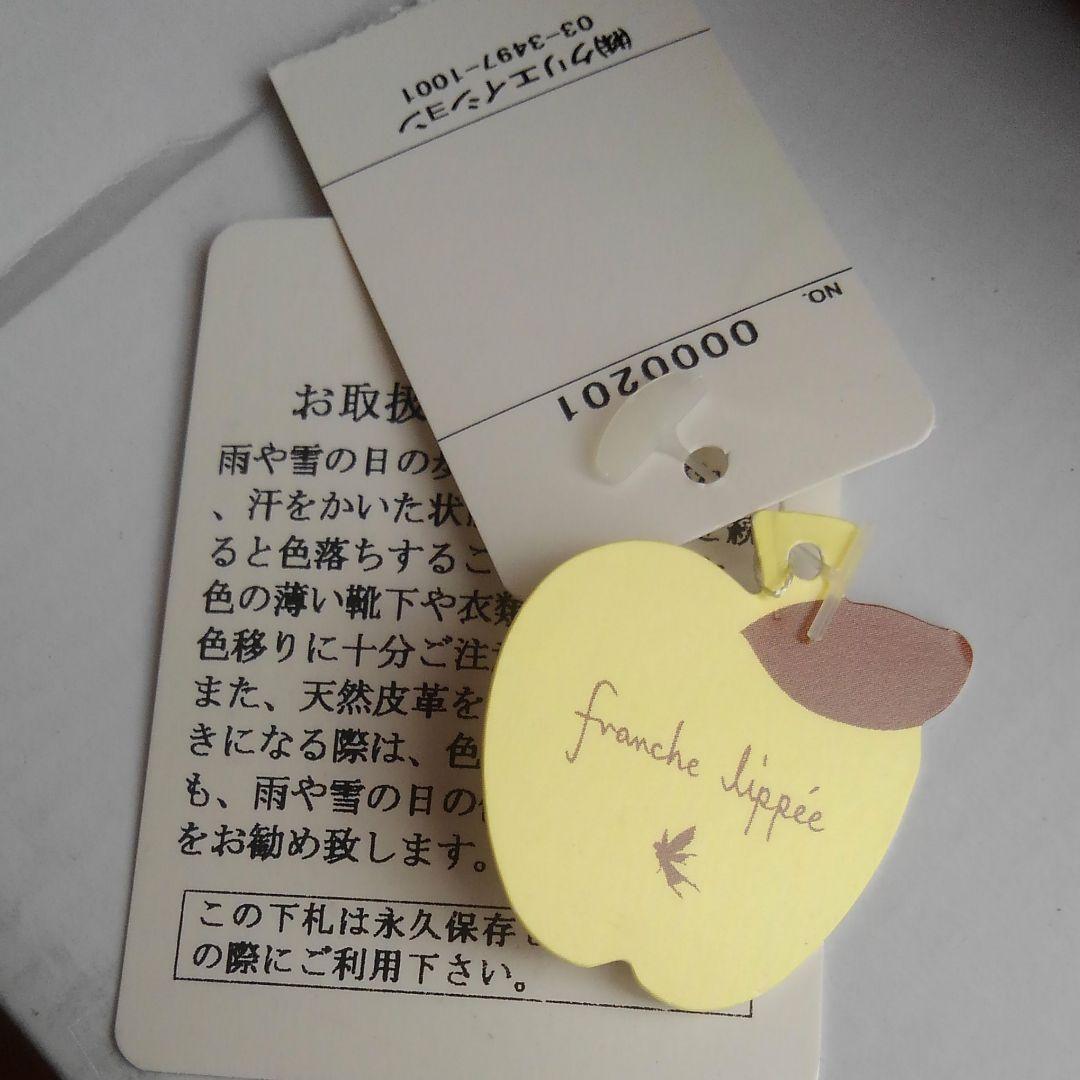 ㈱クリエイション
03-3497-1001
NO.
0000201
お取扱
雨や雪の日の
、汗をかいた状
ると色落ちするこ
色の薄い靴下や衣類
色移りに十分ご注
また、天然皮革を
きになる際は、色
も、雨や雪の日の
をお勧め致します。
この下札は永久保存
の際にご利用下さい。
franche lippée